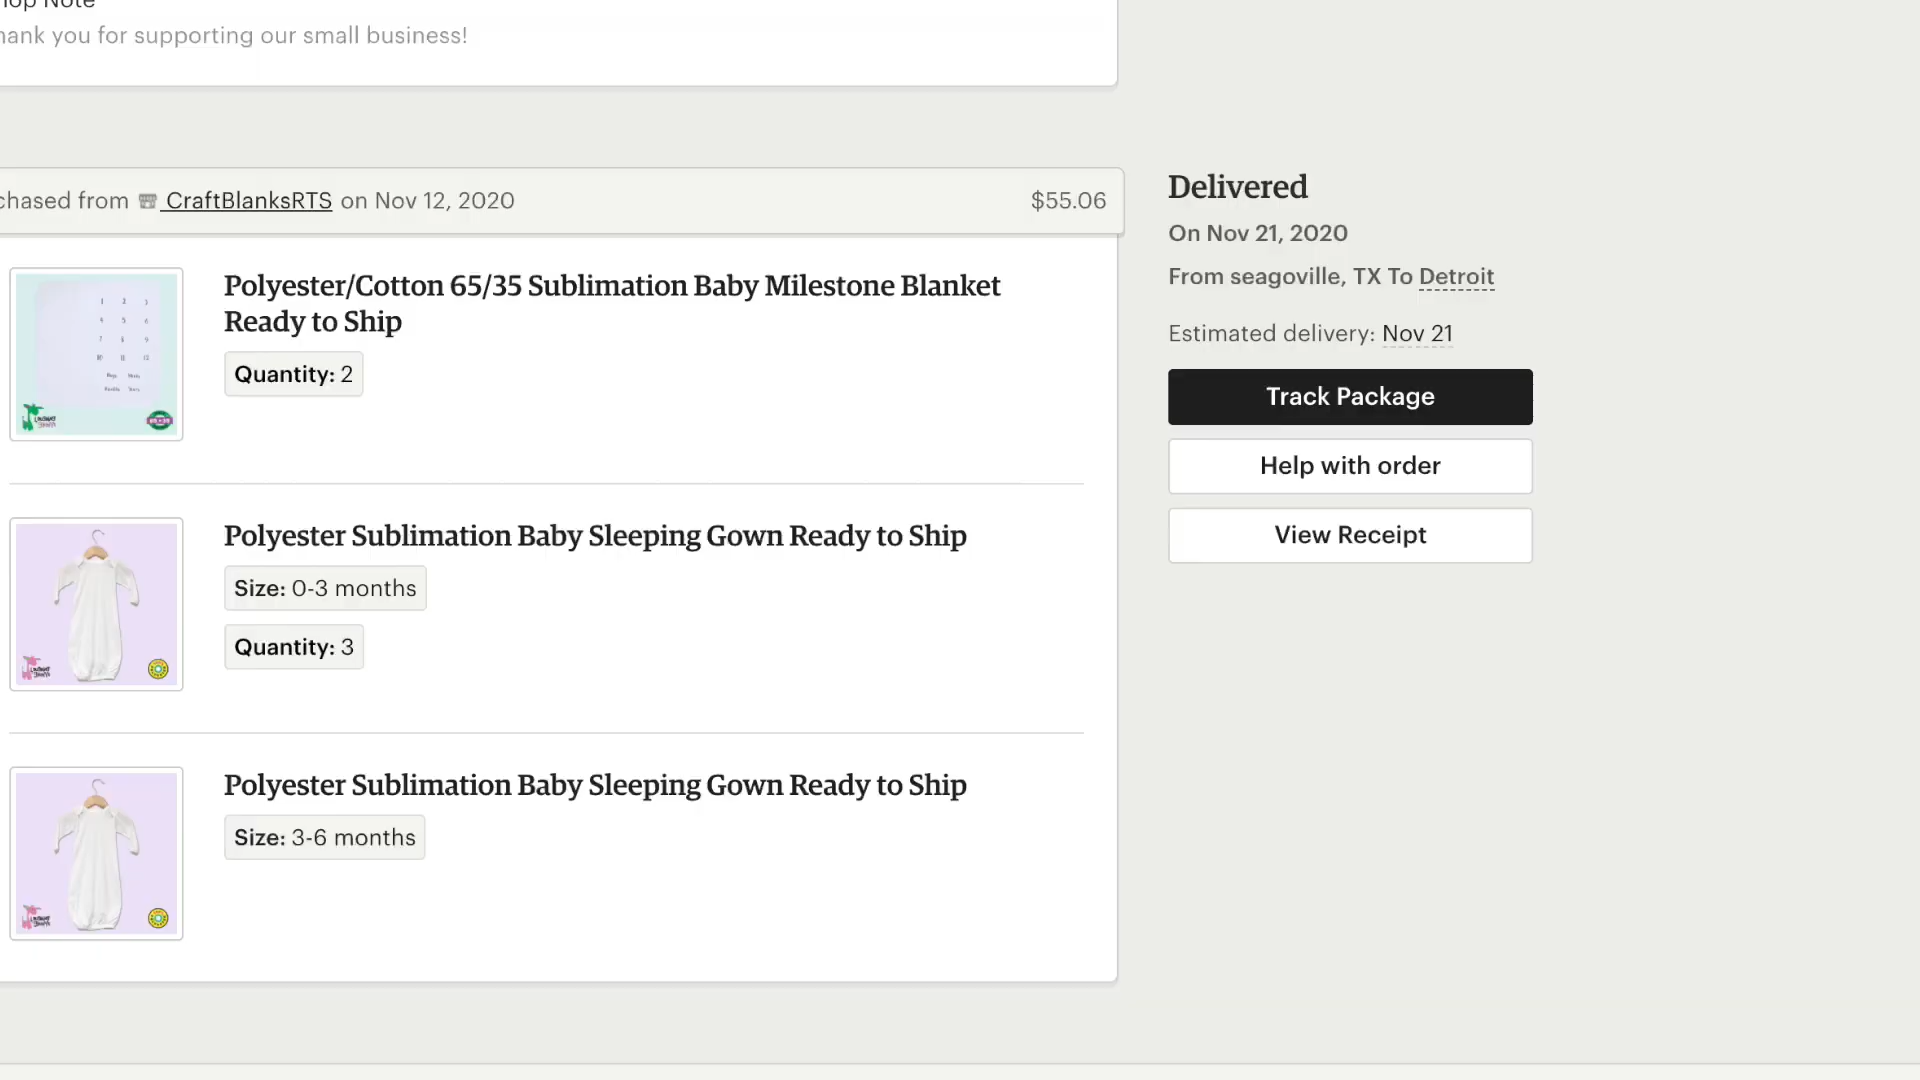 hop Note
hank you for supporting our small business!
chased from CraftBlanksRTS on Nov 12, 2020
$55.06
Polyester/Cotton 65/35 Sublimation Baby Milestone Blanket
Ready to Ship
Quantity: 2
Polyester Sublimation Baby Sleeping Gown Ready to Ship
Size: 0-3 months
Quantity: 3
Polyester Sublimation Baby Sleeping Gown Ready to Ship
Size: 3-6 months
Delivered
On Nov 21, 2020
From seagoville, TX To Detroit
Estimated delivery: Nov 21
Track Package
Help with order
View Receipt